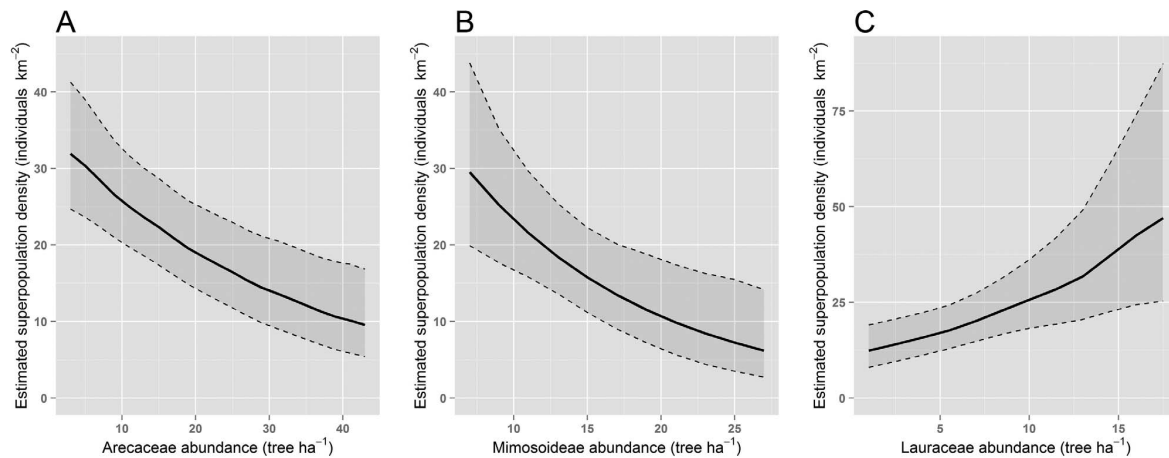 A
Estimated superpopulation density (individuals km⁻²)
40
30
20
10
0
10 20 30 40
Arecaceae abundance (tree ha⁻¹)
B
Estimated superpopulation density (individuals km⁻²)
40
30
20
10
0
10 15 20 25
Mimosoideae abundance (tree ha⁻¹)
C
Estimated superpopulation density (individuals km⁻²)
75
50
25
0
5 10 15
Lauraceae abundance (tree ha⁻¹)